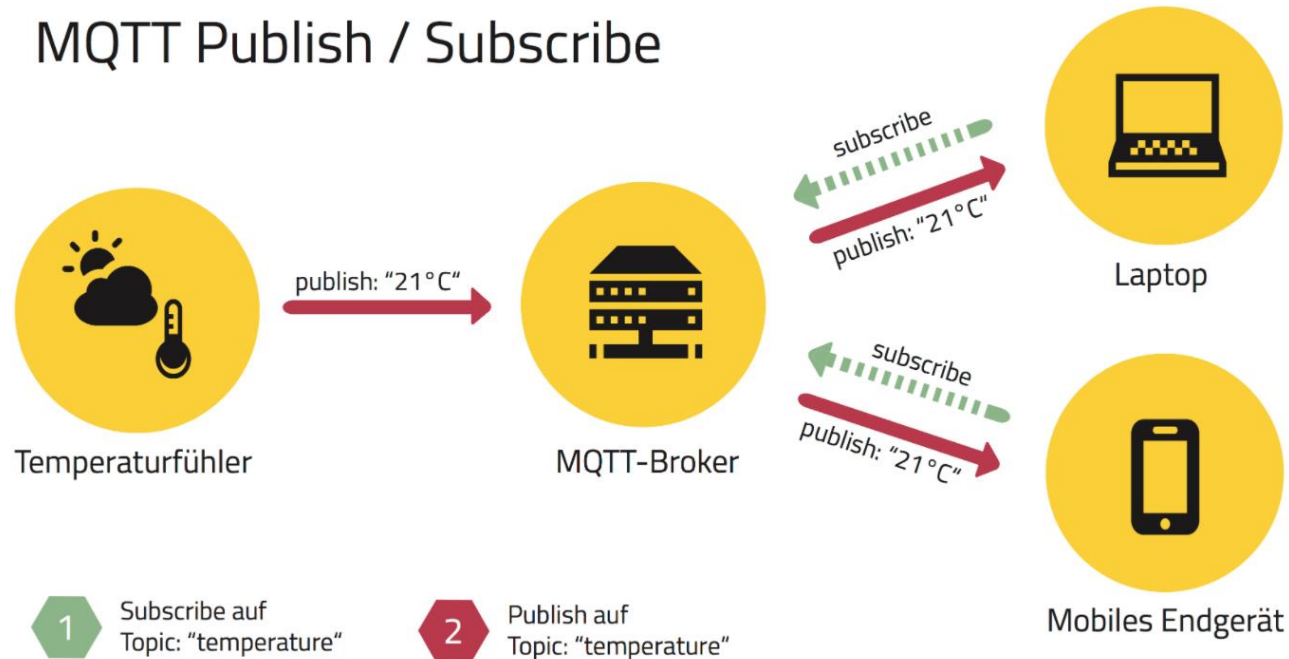 MQTT Publish / Subscribe
subscribe
publish: “21°C“
Laptop
publish: “21°C“
Temperaturfühler
MQTT-Broker
subscribe
publish: “21°C“
Mobiles Endgerät
1
Subscribe auf
Topic: “temperature“
2
Publish auf
Topic: “temperature“